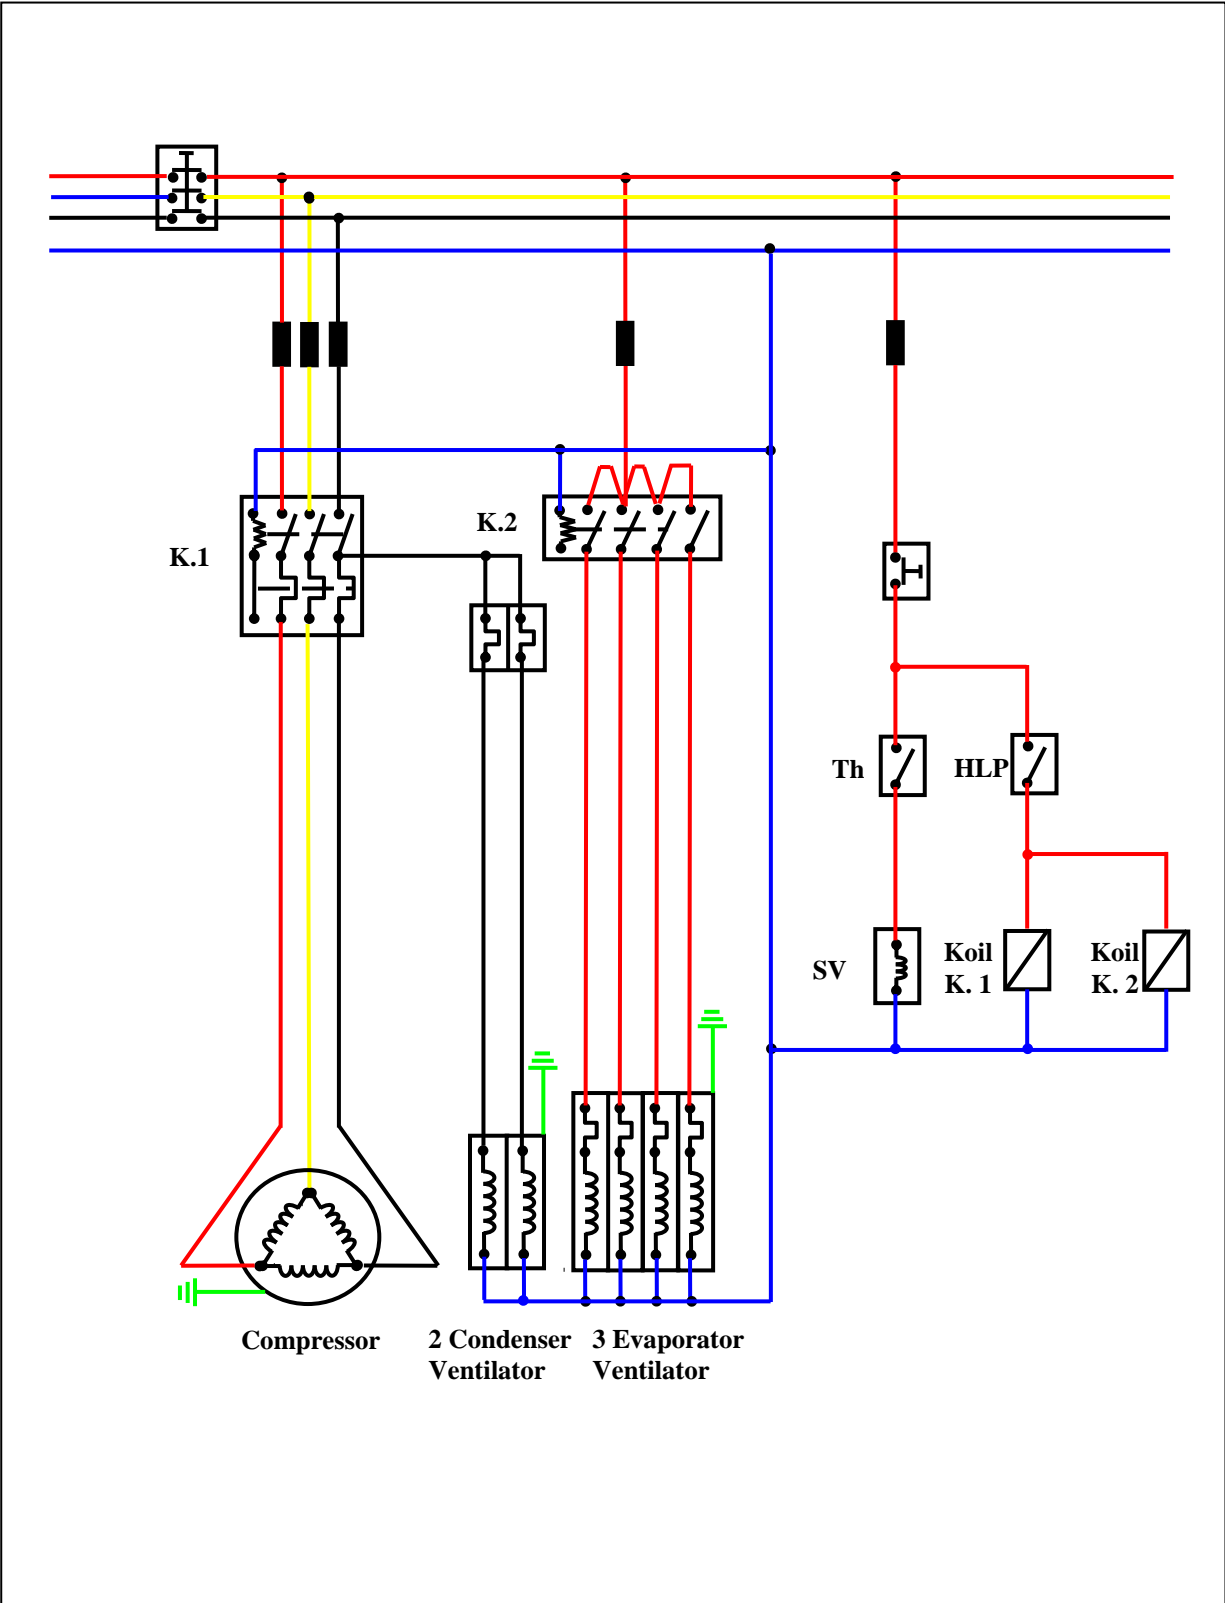 K.1
K.2
Th
HLP
SV
Koil
K. 1
Koil
K. 2
Compressor
2 Condenser
Ventilator
3 Evaporator
Ventilator